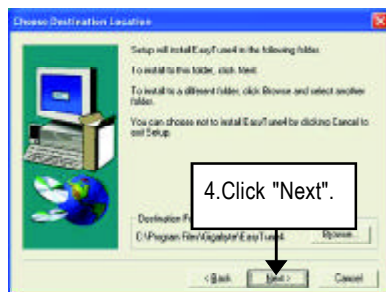 Choose Destination Location
Setup will install EasyTune4 in the following folder.
To install to this folder, click Next.
To install to a different folder, click Browse and select another
folder.
You can choose not to install EasyTune4 by clicking Cancel to
exit Setup.
4.Click "Next".
Destination
C:\Program Files\Gigabyte\EasyTune4
Browse...
< Back
Next >
Cancel